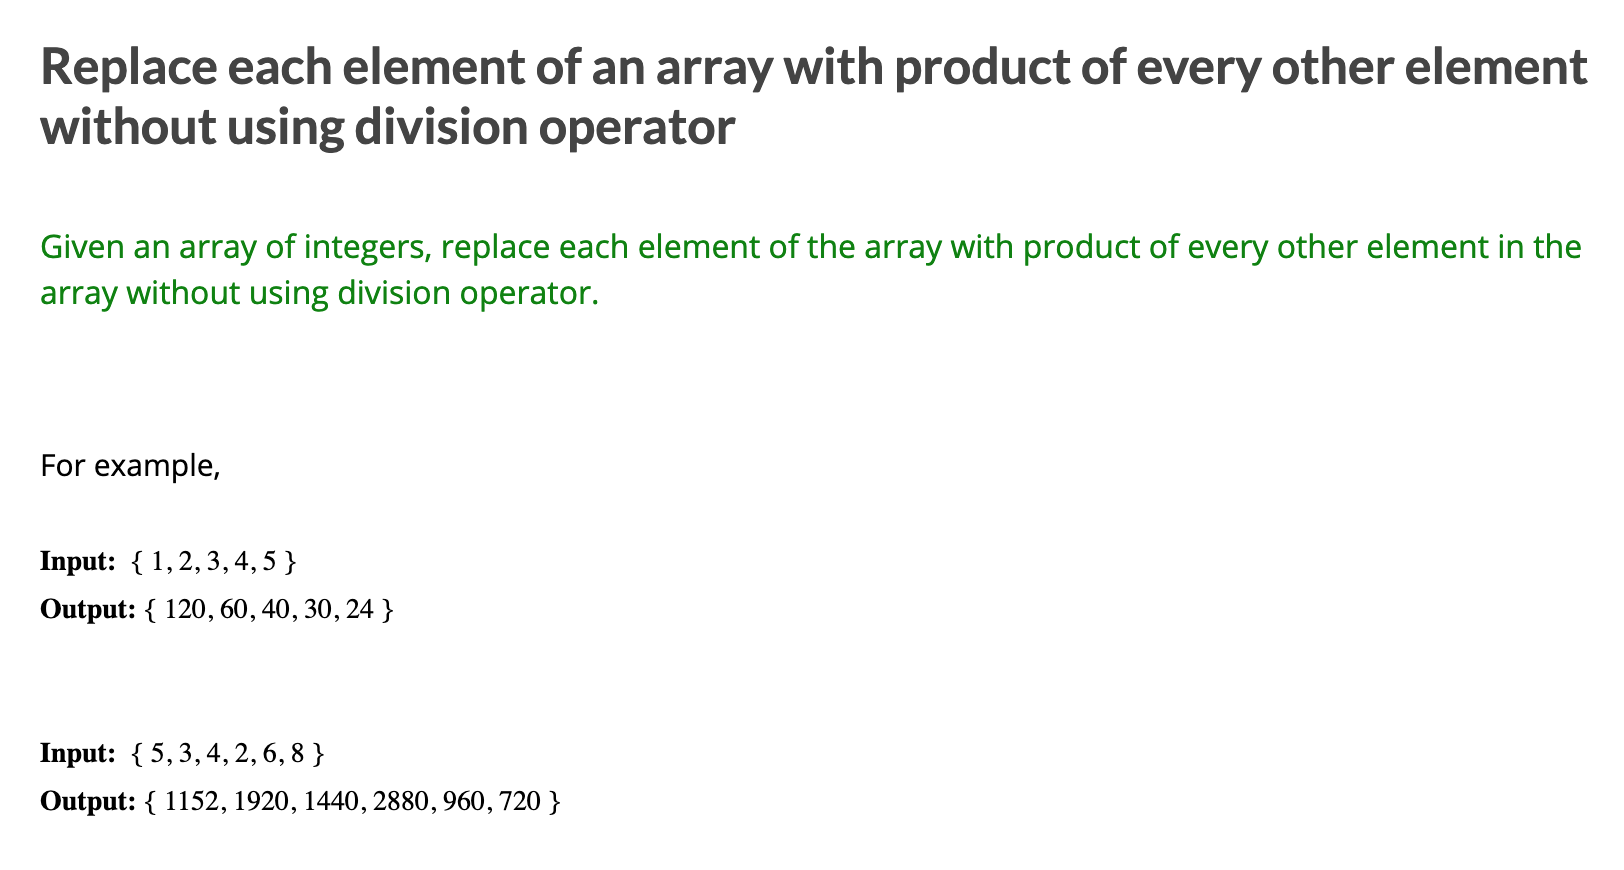 Replace each element of an array with product of every other element
without using division operator
Given an array of integers, replace each element of the array with product of every other element in the
array without using division operator.
For example,
Input: { 1, 2, 3, 4, 5 }
Output: { 120, 60, 40, 30, 24 }
Input: { 5, 3, 4, 2, 6, 8 }
Output: { 1152, 1920, 1440, 2880, 960, 720 }